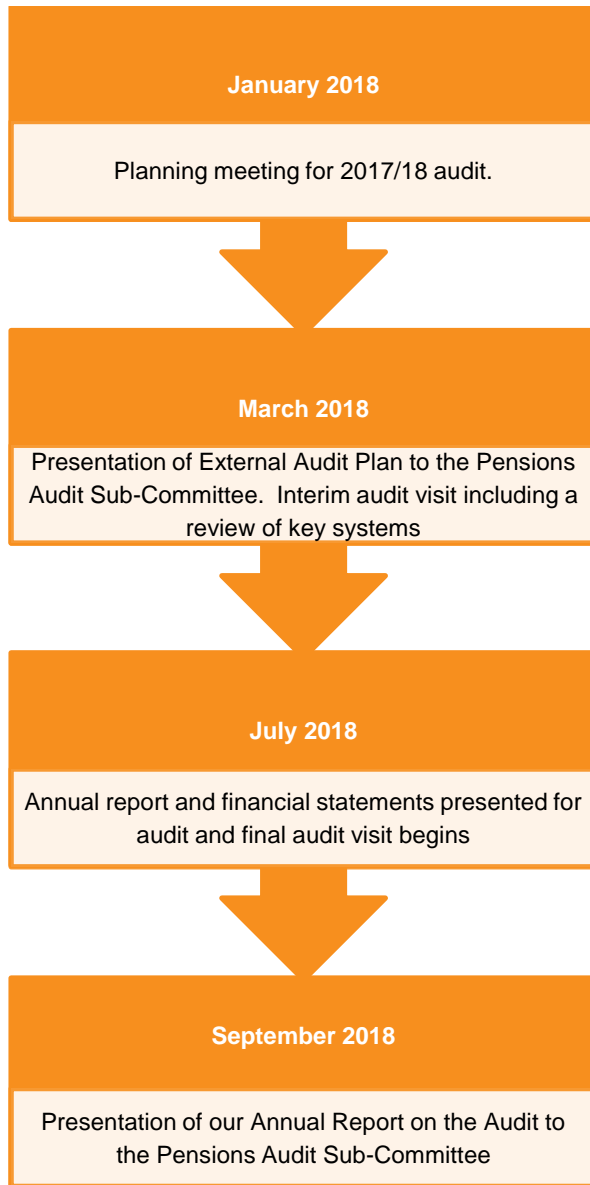 January 2018
Planning meeting for 2017/18 audit.
March 2018
Presentation of External Audit Plan to the Pensions
Audit Sub-Committee.  Interim audit visit including a
review of key systems
July 2018
Annual report and financial statements presented for
audit and final audit visit begins
September 2018
Presentation of our Annual Report on the Audit to
the Pensions Audit Sub-Committee